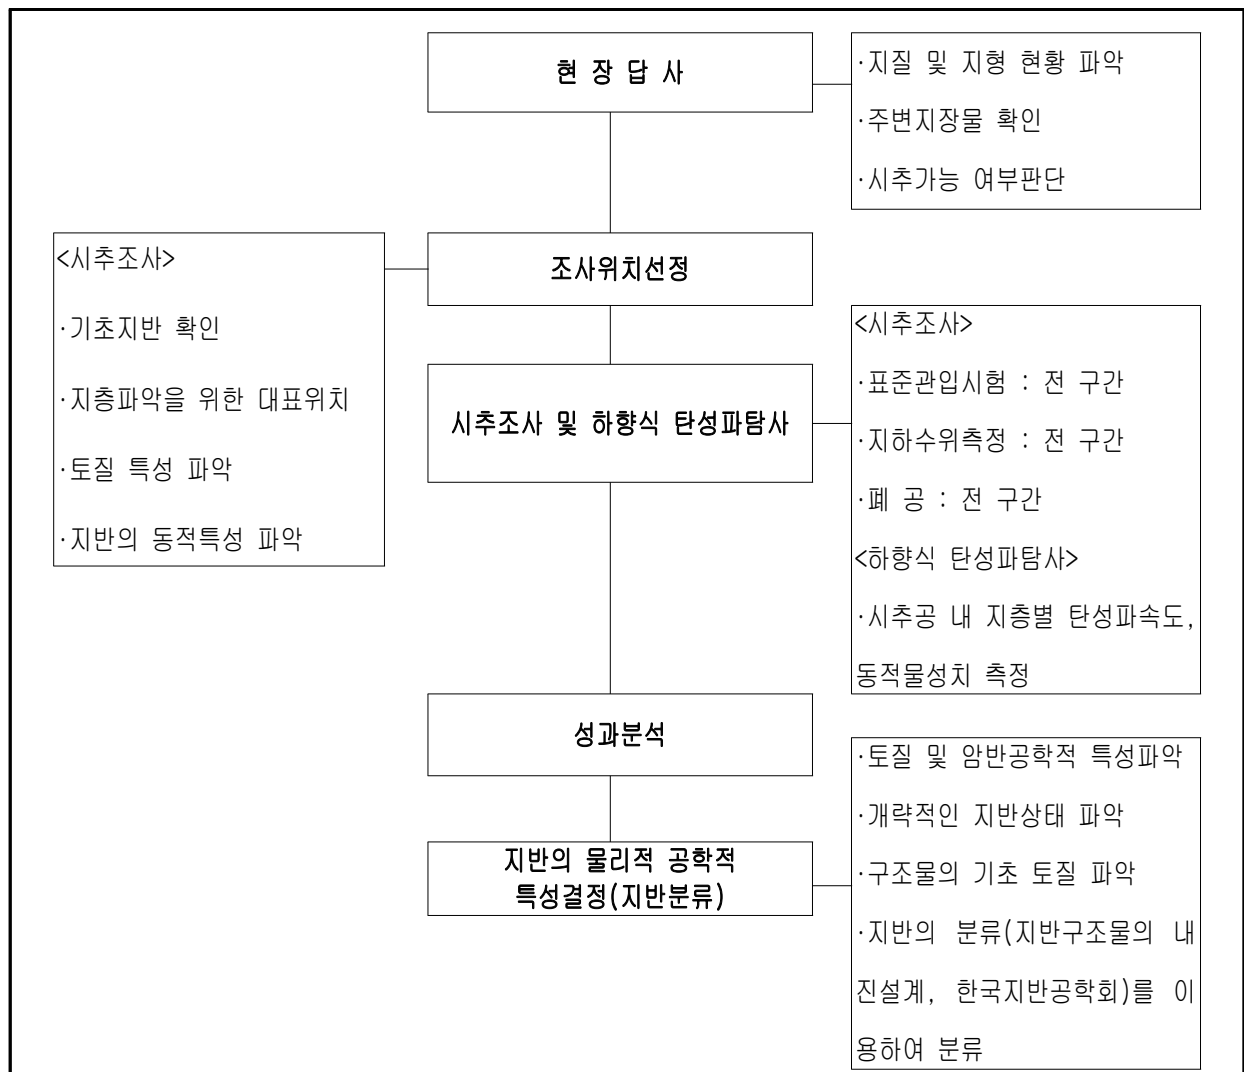 현 장 답 사
·지질 및 지형 현황 파악
·주변지장물 확인
·시추가능 여부판단
조사위치선정
<시추조사>
·기초지반 확인
·지층파악을 위한 대표위치
·토질 특성 파악
·지반의 동적특성 파악
시추조사 및 하향식 탄성파탐사
<시추조사>
·표준관입시험 : 전 구간
·지하수위측정 : 전 구간
·폐 공 : 전 구간
<하향식 탄성파탐사>
·시추공 내 지층별 탄성파속도,
동적물성치 측정
성과분석
지반의 물리적 공학적
특성결정(지반분류)
·토질 및 암반공학적 특성파악
·개략적인 지반상태 파악
·구조물의 기초 토질 파악
·지반의 분류(지반구조물의 내
진설계, 한국지반공학회)를 이
용하여 분류